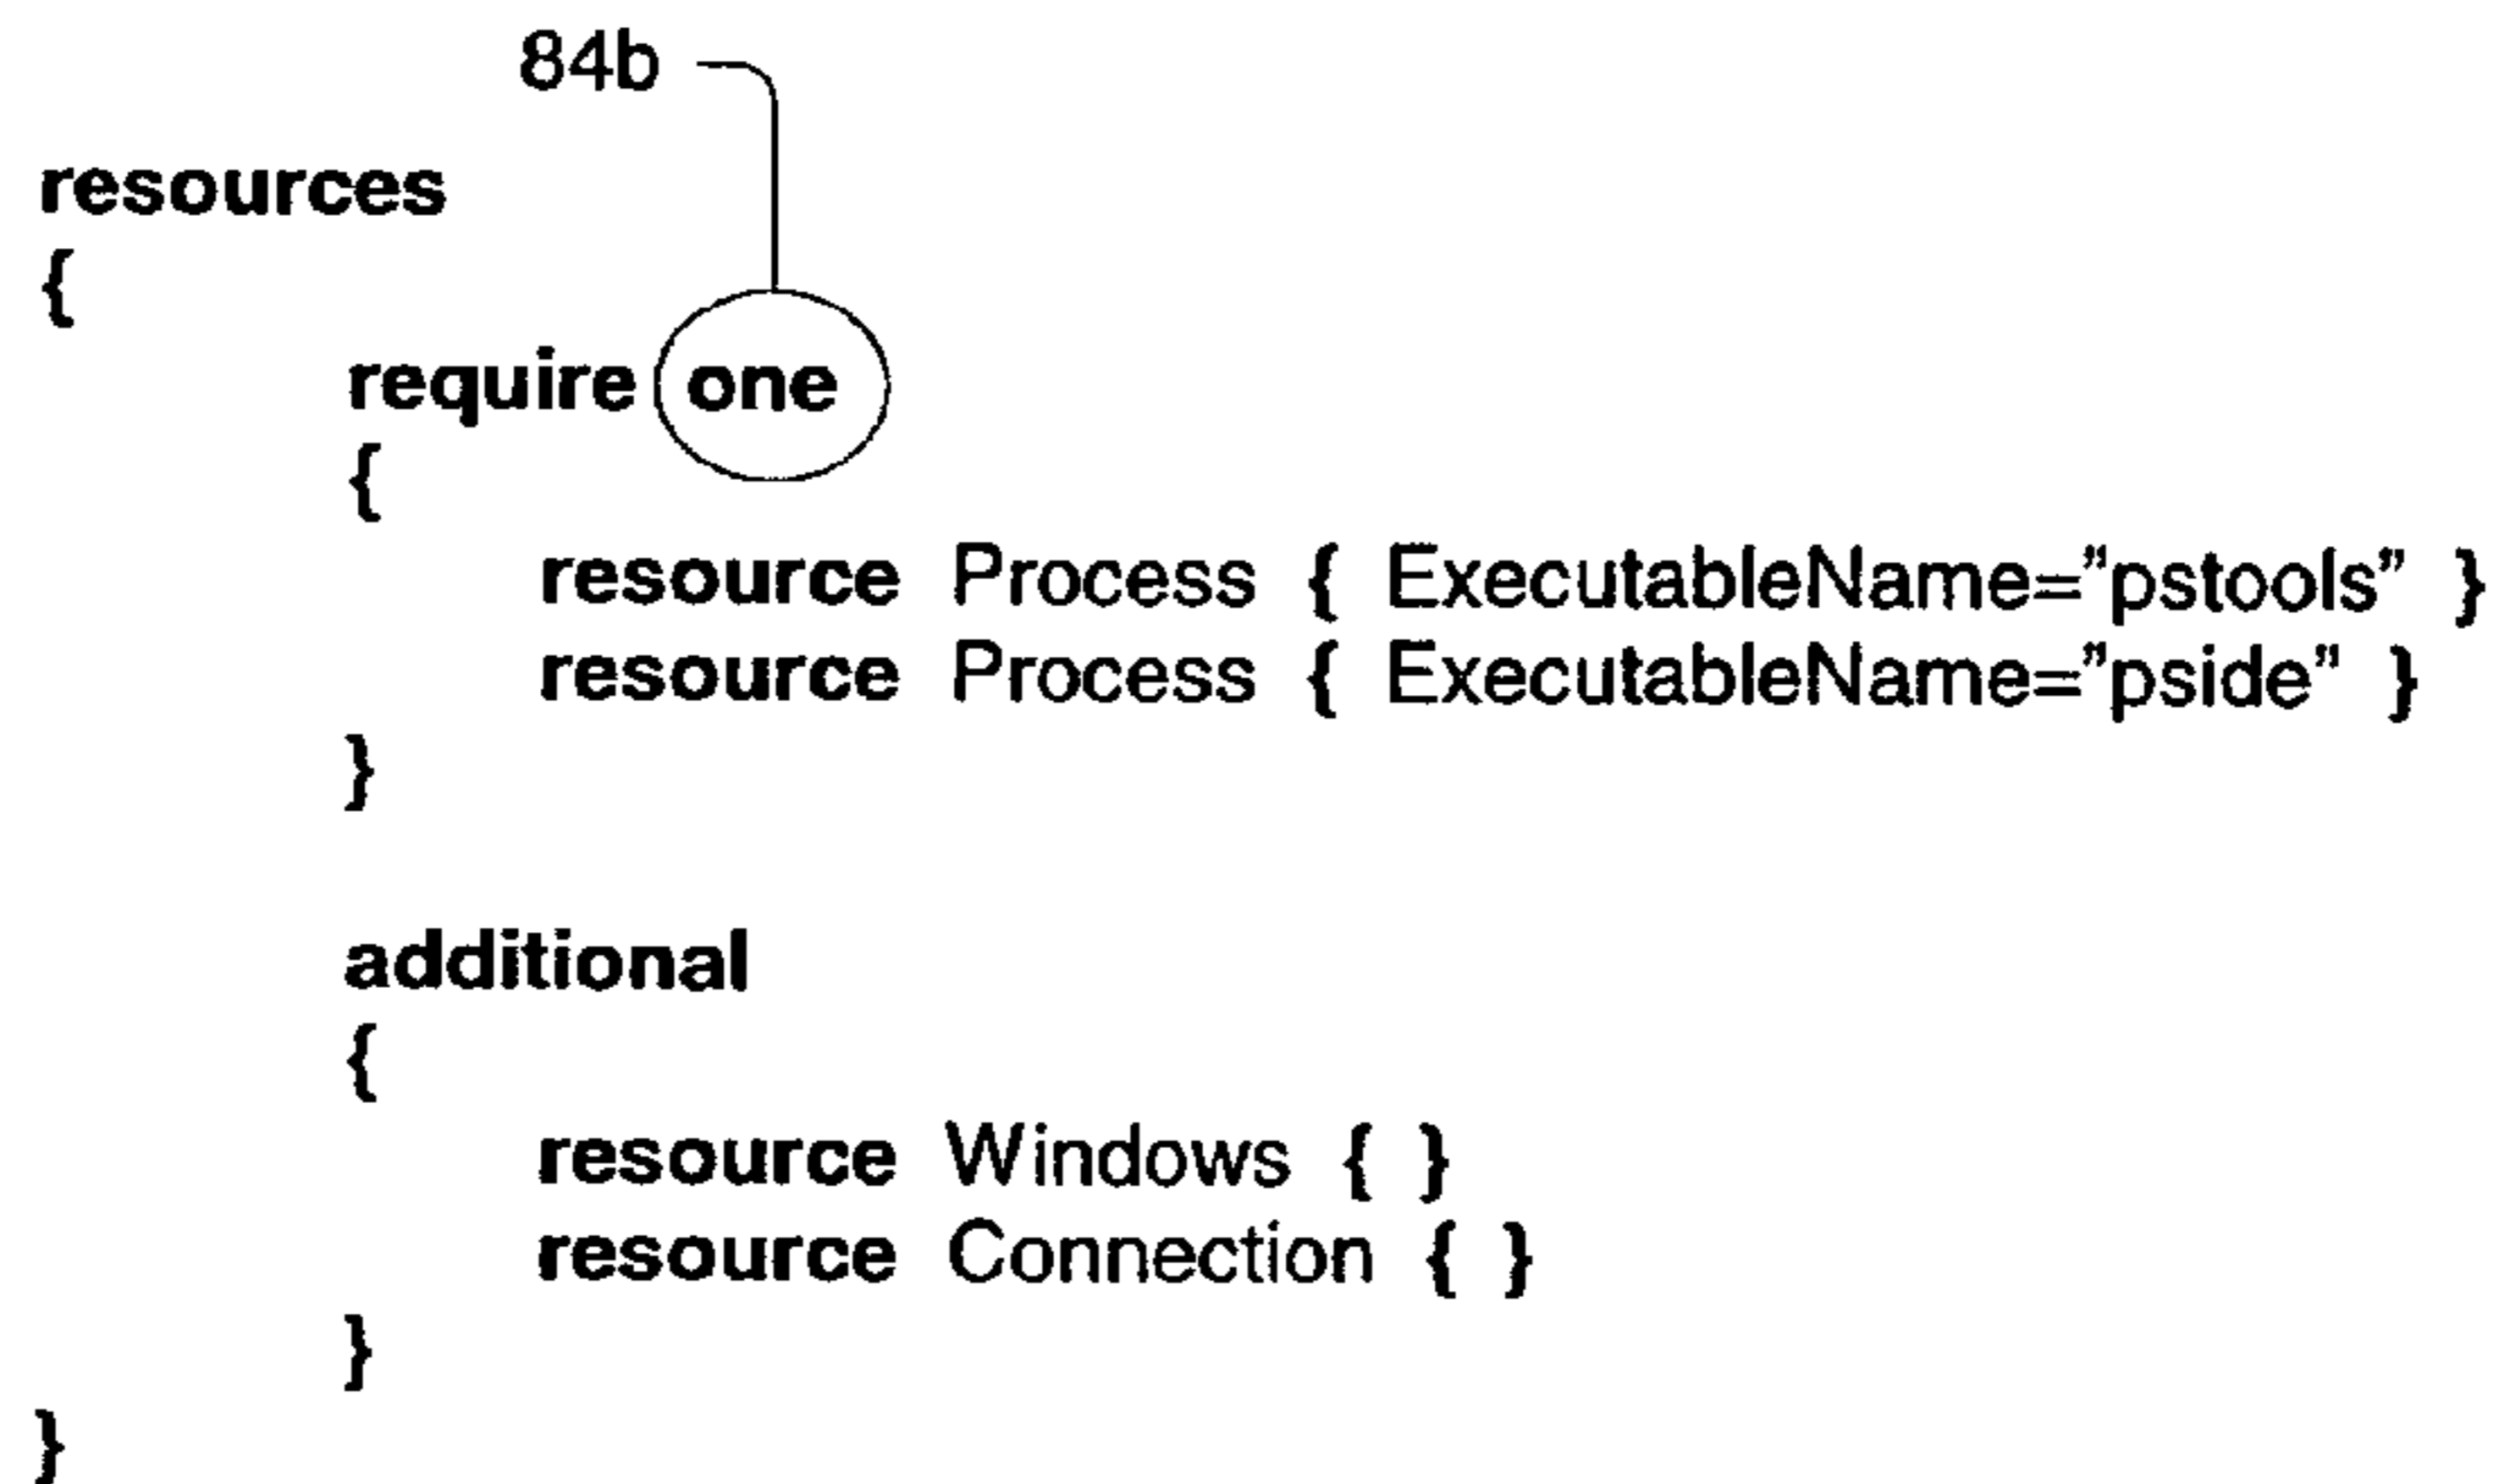 84b
resources
{
require one
{
resource Process { ExecutableName=”pstools” }
resource Process { ExecutableName=”pside” }
}
additional
{
resource Windows { }
resource Connection { }
}
}